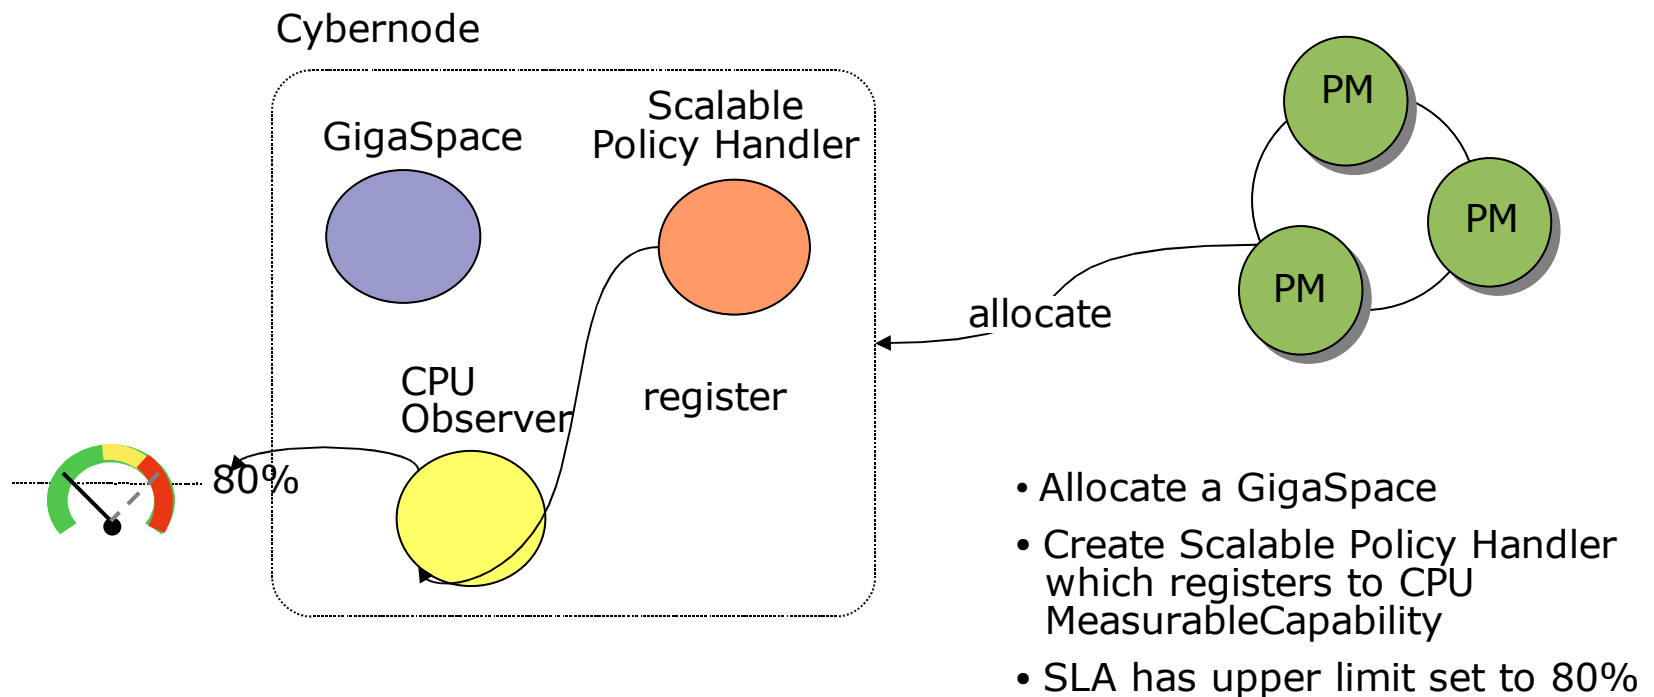 Cybernode
Scalable
Policy Handler
GigaSpace
PM
PM
PM
allocate
CPU
Observer
register
80%
• Allocate a GigaSpace
• Create Scalable Policy Handler
which registers to CPU
MeasurableCapability
• SLA has upper limit set to 80%